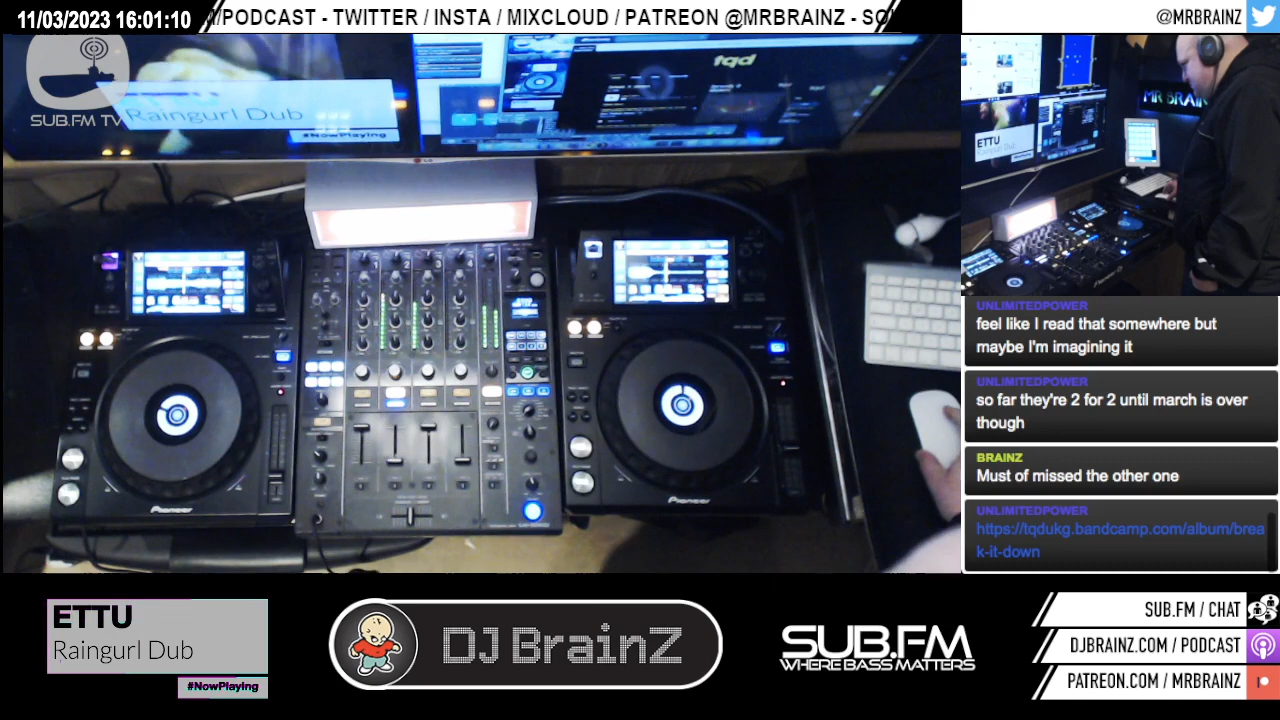 11/03/2023 16:01:10
/PODCAST - TWITTER / INSTA / MIXCLOUD / PATREON @MRBRAINZ - SO
@MRBRAINZ
SUB.FM TV
Raingurl Dub
#NowPlaying
tqd
LG
MR BRAIN
ETTU
Raingurl Dub
Pioneer
Pioneer
UNLIMITEDPOWER
feel like I read that somewhere but
maybe I'm imagining it
UNLIMITEDPOWER
so far they're 2 for 2 until march is over
though
BRAINZ
Must of missed the other one
UNLIMITEDPOWER
https://tqdukg.bandcamp.com/album/brea
k-it-down
ETTU
Raingurl Dub
#NowPlaying
DJ BrainZ
SUB.FM
WHERE BASS MATTERS
SUB.FM / CHAT
DJBRAINZ.COM / PODCAST
PATREON.COM / MRBRAINZ